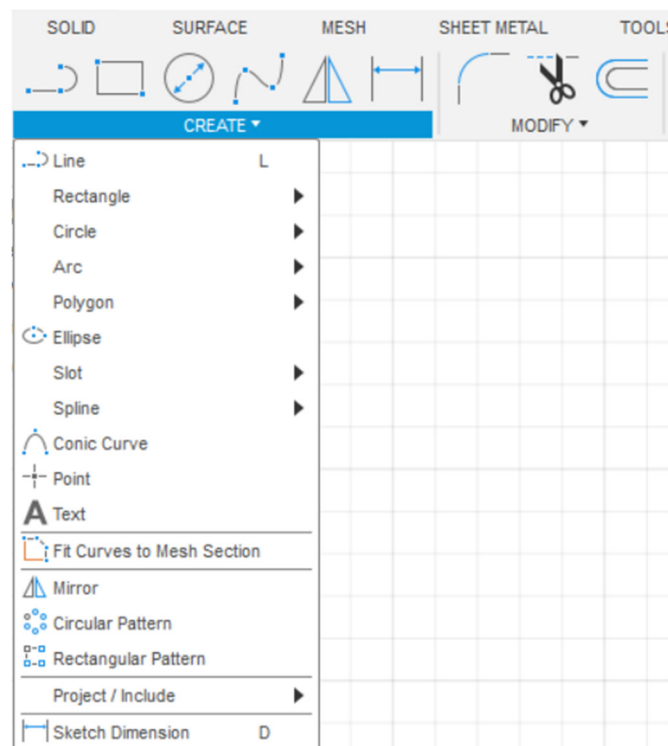 SOLID SURFACE MESH SHEET METAL TOOLS
CREATE MODIFY
Line L
Rectangle
Circle
Arc
Polygon
Ellipse
Slot
Spline
Conic Curve
Point
A Text
Fit Curves to Mesh Section
Mirror
Circular Pattern
Rectangular Pattern
Project / Include
Sketch Dimension D